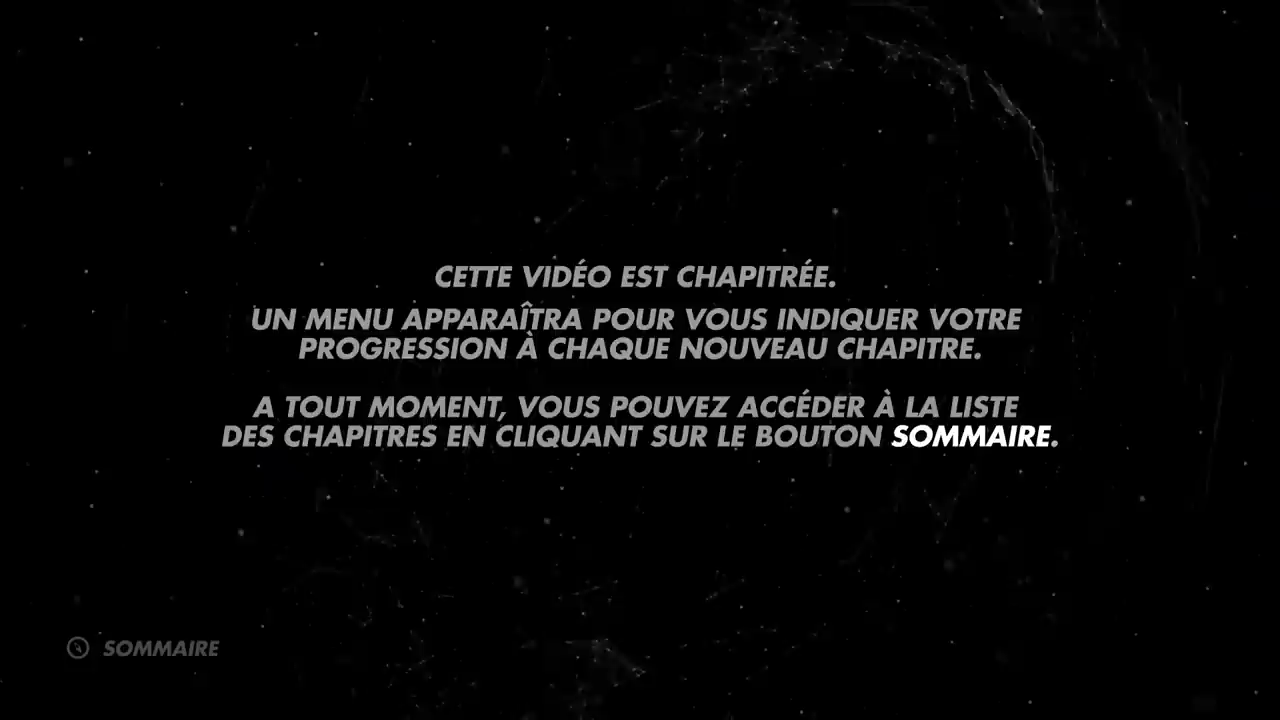 CETTE VIDÉO EST CHAPITRÉE.
UN MENU APPARAÎTRA POUR VOUS INDIQUER VOTRE
PROGRESSION À CHAQUE NOUVEAU CHAPITRE.
A TOUT MOMENT, VOUS POUVEZ ACCÉDER À LA LISTE
DES CHAPITRES EN CLIQUANT SUR LE BOUTON SOMMAIRE.
SOMMAIRE